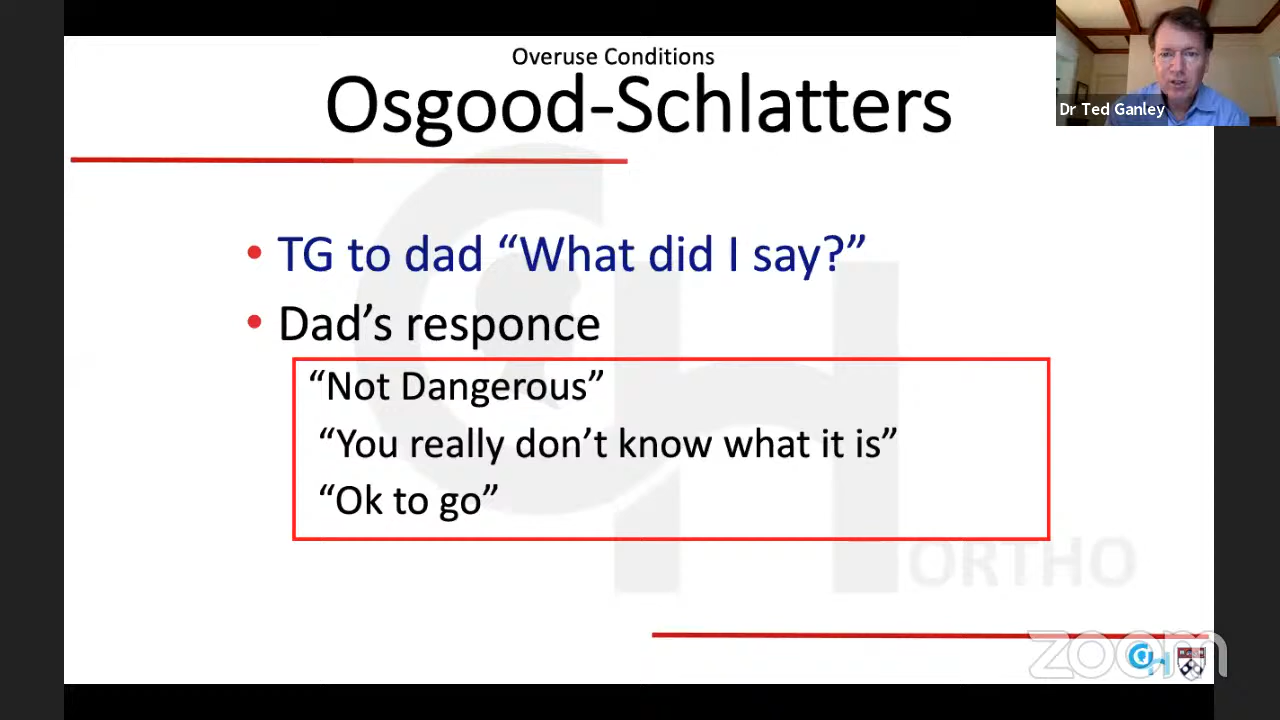 Overuse Conditions
Osgood-Schlatters
Dr Ted Ganley
• TG to dad “What did I say?”
• Dad’s responce
“Not Dangerous”
“You really don’t know what it is”
“Ok to go”
ORTHO
zoom